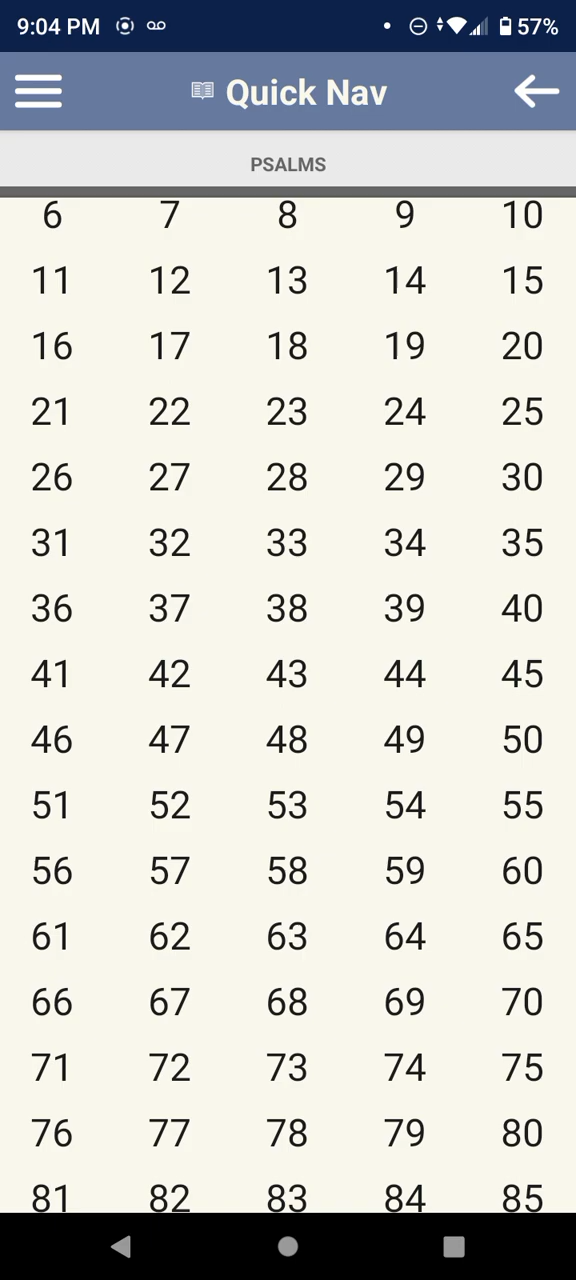 9:04 PM 57%
Quick Nav
PSALMS
6 7 8 9 10
11 12 13 14 15
16 17 18 19 20
21 22 23 24 25
26 27 28 29 30
31 32 33 34 35
36 37 38 39 40
41 42 43 44 45
46 47 48 49 50
51 52 53 54 55
56 57 58 59 60
61 62 63 64 65
66 67 68 69 70
71 72 73 74 75
76 77 78 79 80
81 82 83 84 85